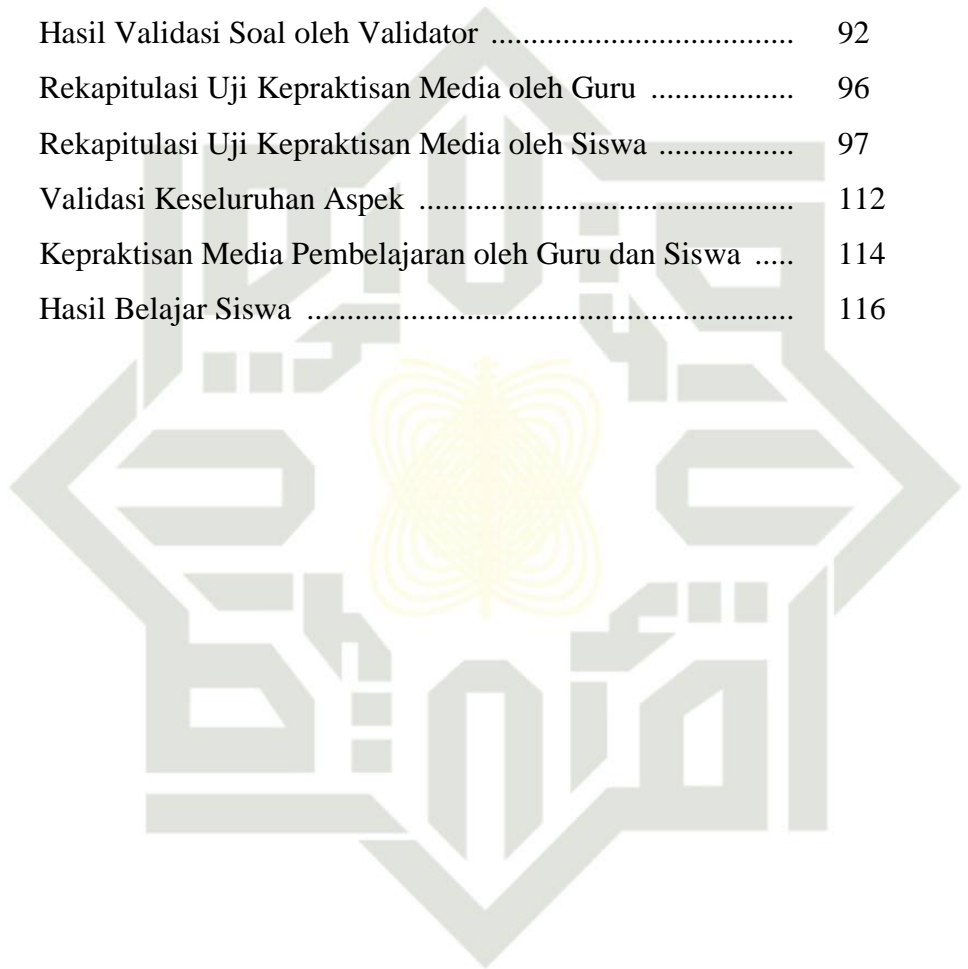 Hasil Validasi Soal oleh Validator .................................. 92
Rekapitulasi Uji Kepraktisan Media oleh Guru .................. 96
Rekapitulasi Uji Kepraktisan Media oleh Siswa ................. 97
Validasi Keseluruhan Aspek .......................................... 112
Kepraktisan Media Pembelajaran oleh Guru dan Siswa ..... 114
Hasil Belajar Siswa ...................................................... 116